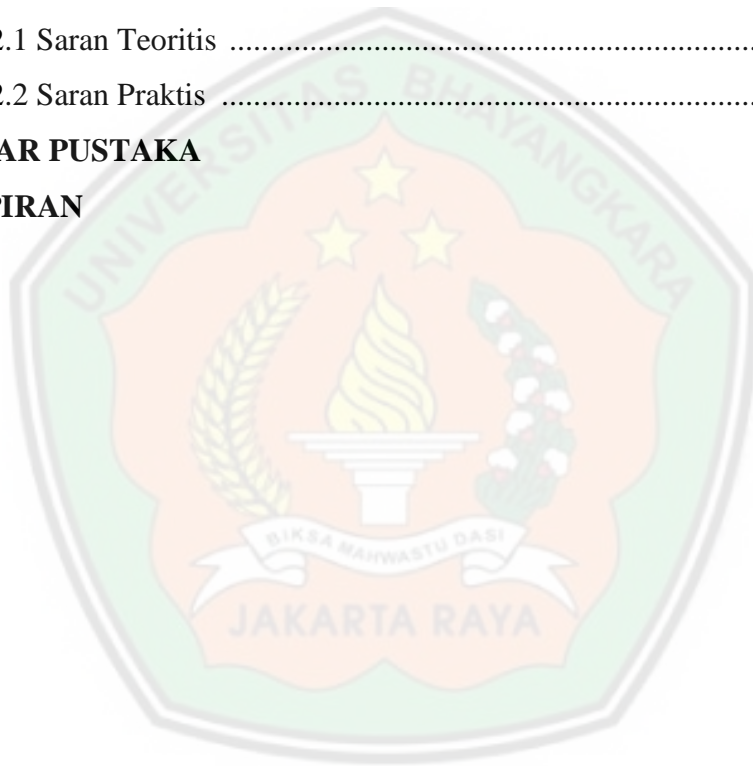 2.1 Saran Teoritis ........................................................................
2.2 Saran Praktis .........................................................................
AR PUSTAKA
PIRAN
UNIVERSITAS BHAYANGKARA
BIKSA MAHWASTU DASI
JAKARTA RAYA